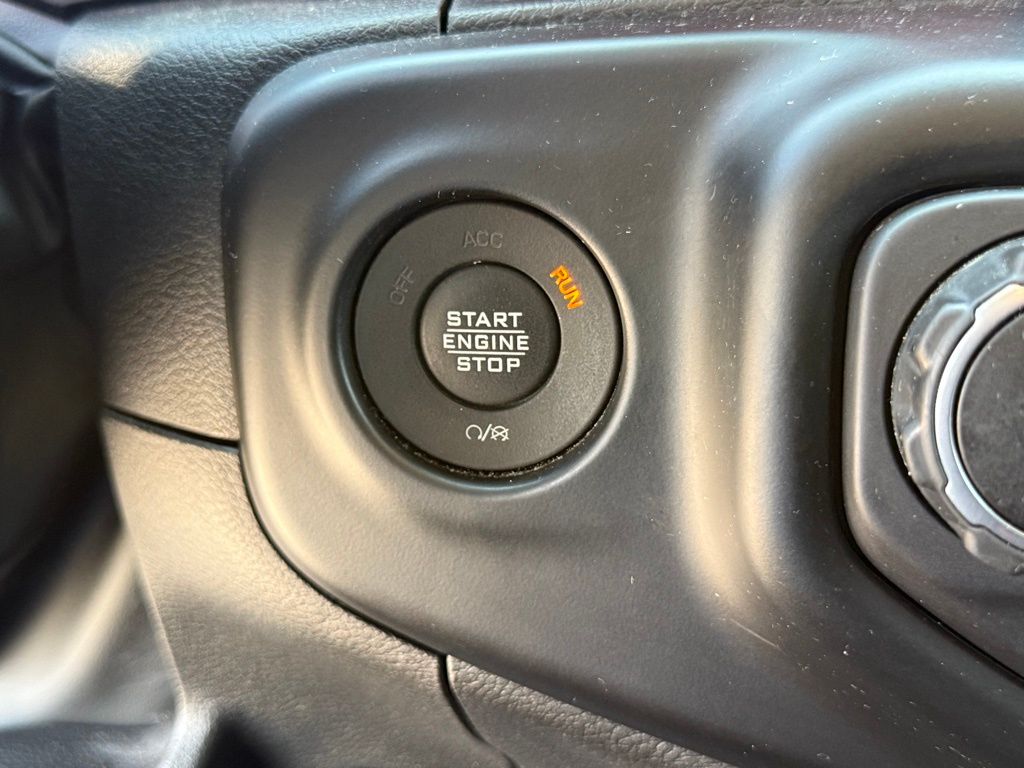 ACC
OFF
RUN
START
ENGINE
STOP